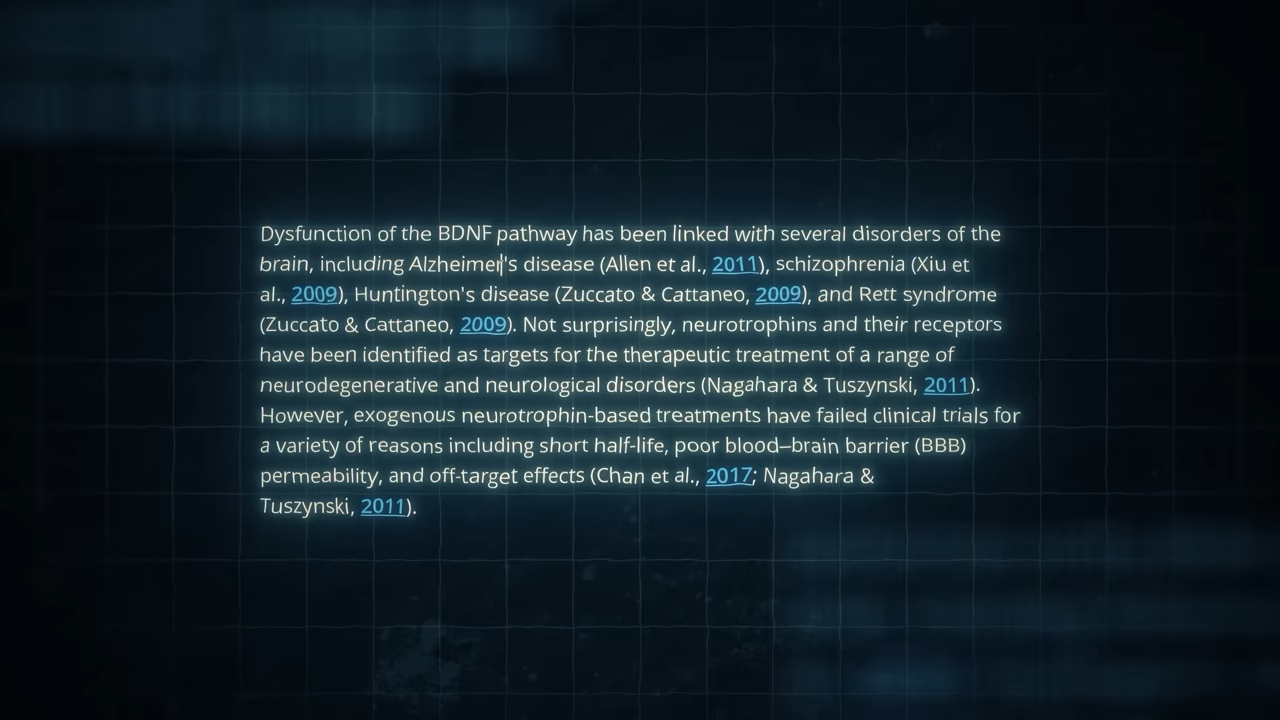 Dysfunction of the BDNF pathway has been linked with several disorders of the
brain, including Alzheimer's disease (Allen et al., 2011), schizophrenia (Xiu et
al., 2009), Huntington's disease (Zuccato & Cattaneo, 2009), and Rett syndrome
(Zuccato & Cattaneo, 2009). Not surprisingly, neurotrophins and their receptors
have been identified as targets for the therapeutic treatment of a range of
neurodegenerative and neurological disorders (Nagahara & Tuszynski, 2011).
However, exogenous neurotrophin-based treatments have failed clinical trials for
a variety of reasons including short half-life, poor blood–brain barrier (BBB)
permeability, and off-target effects (Chan et al., 2017; Nagahara &
Tuszynski, 2011).